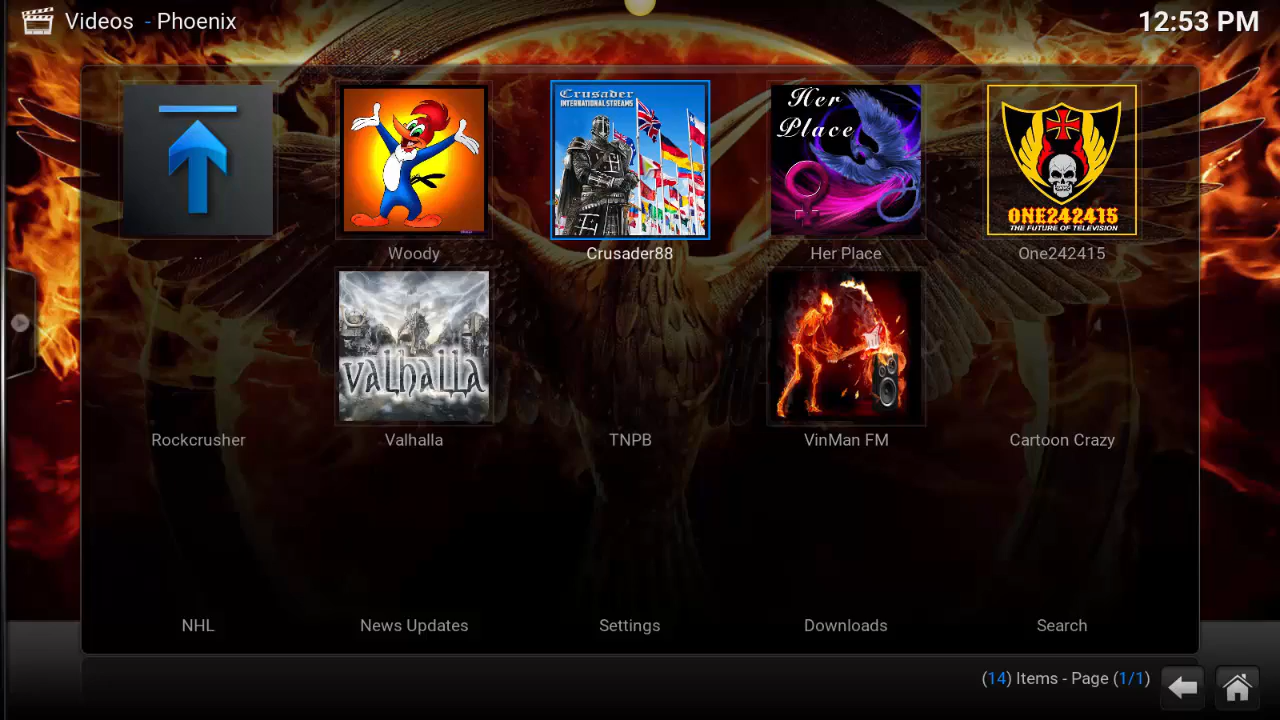 Videos - Phoenix
12:53 PM
Crusader
INTERNATIONAL STREAMS
Her
Place
ONE242415
THE FUTURE OF TELEVISION
..
Woody
Crusader88
Her Place
One242415
valhalla
Rockcrusher
Valhalla
TNPB
VinMan FM
Cartoon Crazy
NHL
News Updates
Settings
Downloads
Search
(14) Items - Page (1/1)